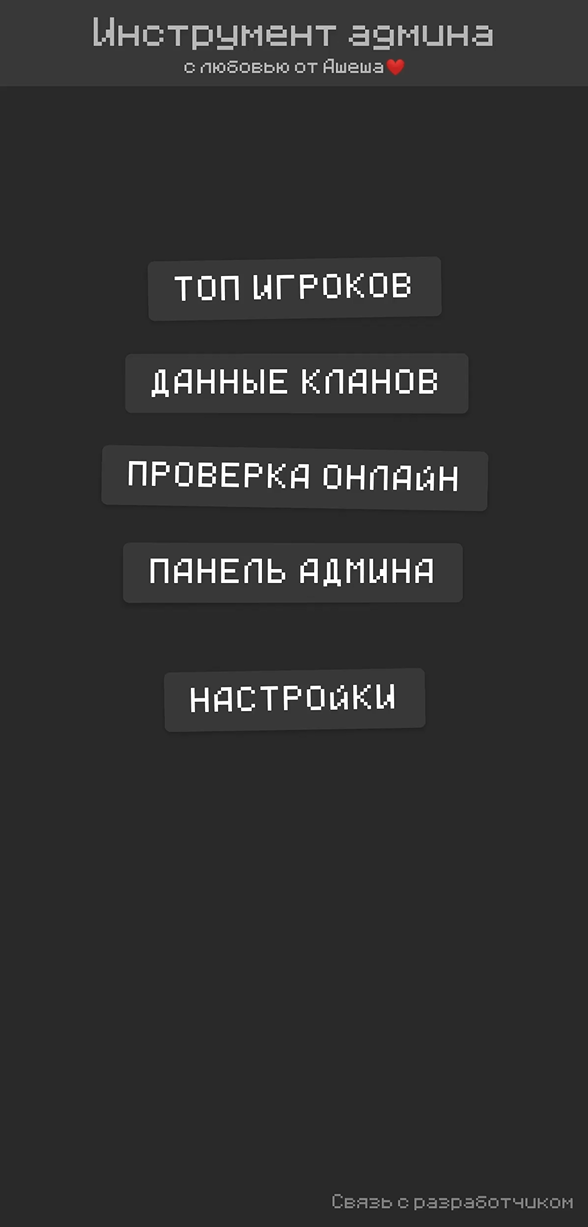 Инструмент админа
с любовью от Ашеша❤️
ТОП ИГРОКОВ
ДАННЫЕ КЛАНОВ
ПРОВЕРКА ОНЛАЙН
ПАНЕЛЬ АДМИНА
НАСТРОЙКИ
Связь с разработчиком